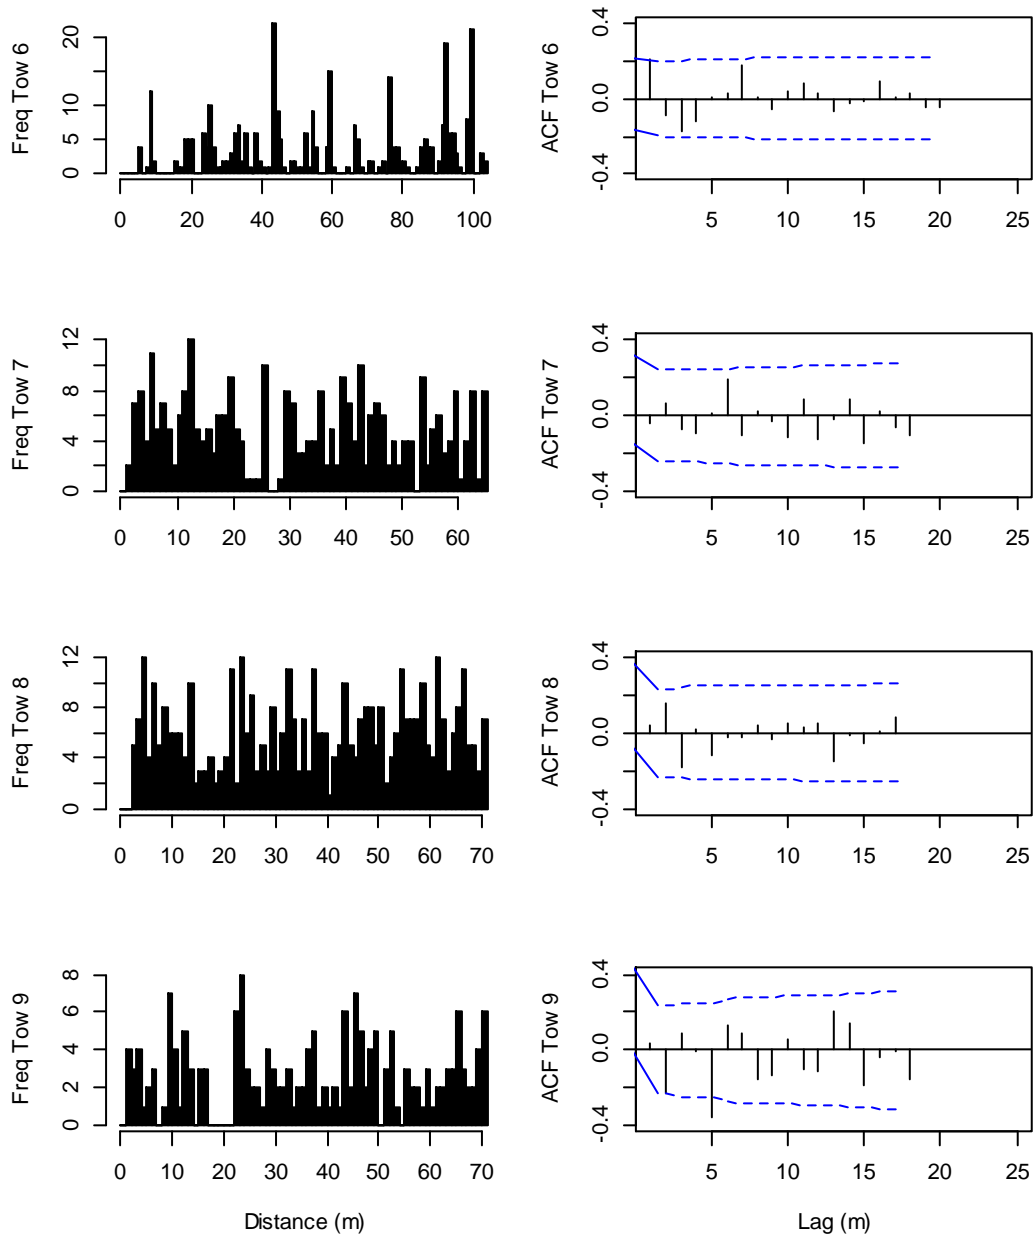 Freq Tow 6
20
15
10
5
0
0 20 40 60 80 100
ACF Tow 6
0.4
0.0
-0.4
5 10 15 20 25
Freq Tow 7
12
8
4
0
0 10 20 30 40 50 60
ACF Tow 7
0.4
0.0
-0.4
5 10 15 20 25
Freq Tow 8
12
8
4
0
0 10 20 30 40 50 60 70
ACF Tow 8
0.4
0.0
-0.4
5 10 15 20 25
Freq Tow 9
8
6
4
2
0
0 10 20 30 40 50 60 70
Distance (m)
ACF Tow 9
0.4
0.0
-0.4
5 10 15 20 25
Lag (m)